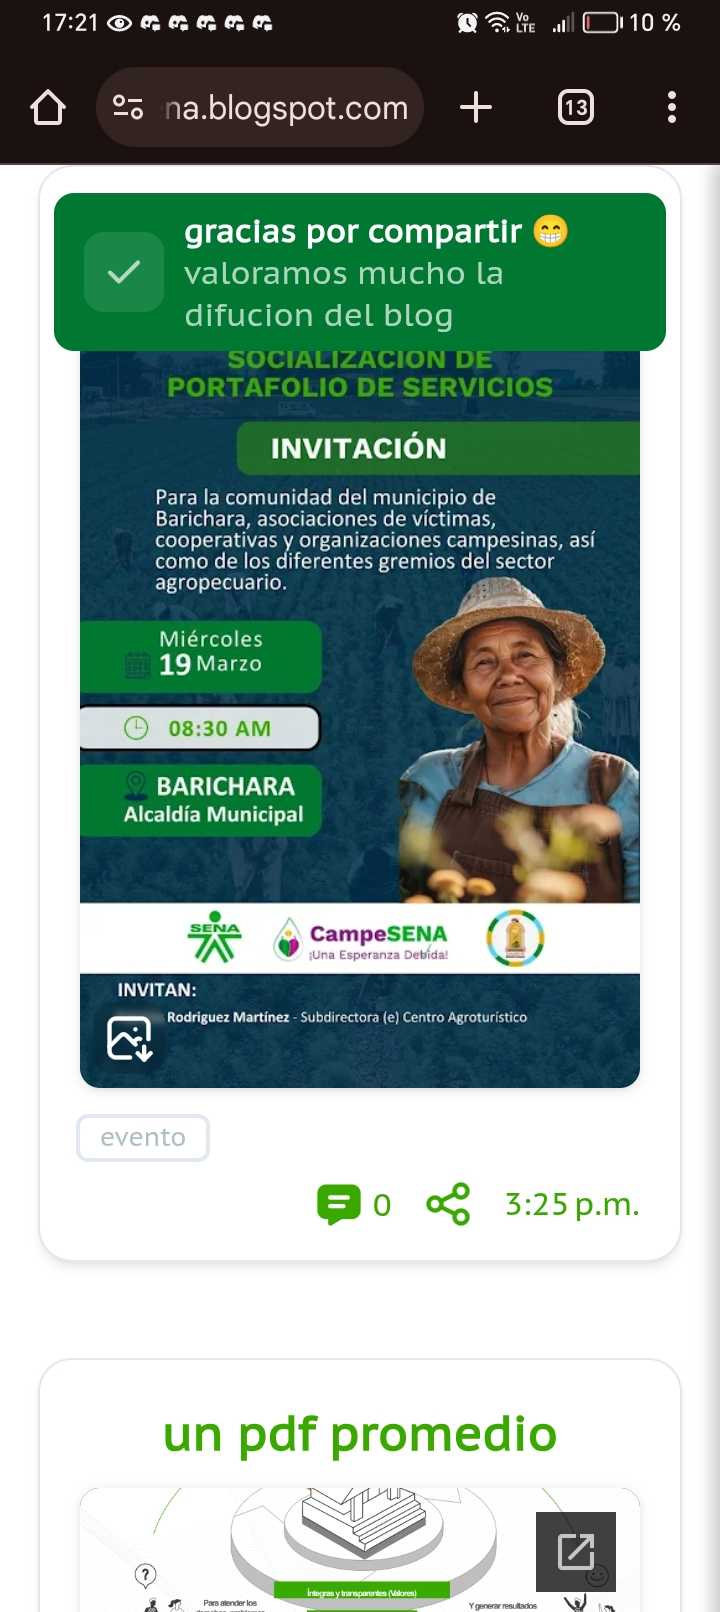 17:21
Vo
LTE
10 %
na.blogspot.com
13
gracias por compartir 😁
valoramos mucho la
difucion del blog
SOCIALIZACIÓN DE
PORTAFOLIO DE SERVICIOS
INVITACIÓN
Para la comunidad del municipio de
Barichara, asociaciones de víctimas,
cooperativas y organizaciones campesinas, así
como de los diferentes gremios del sector
agropecuario.
Miércoles
19 Marzo
08:30 AM
BARICHARA
Alcaldía Municipal
SENA
CampeSENA
¡Una Esperanza Debida!
INVITAN:
Rodriguez Martínez - Subdirectora (e) Centro Agroturístico
evento
0
3:25 p.m.
un pdf promedio
?
Íntegras y transparentes (Valores)
Para atender los
Y generar resultados